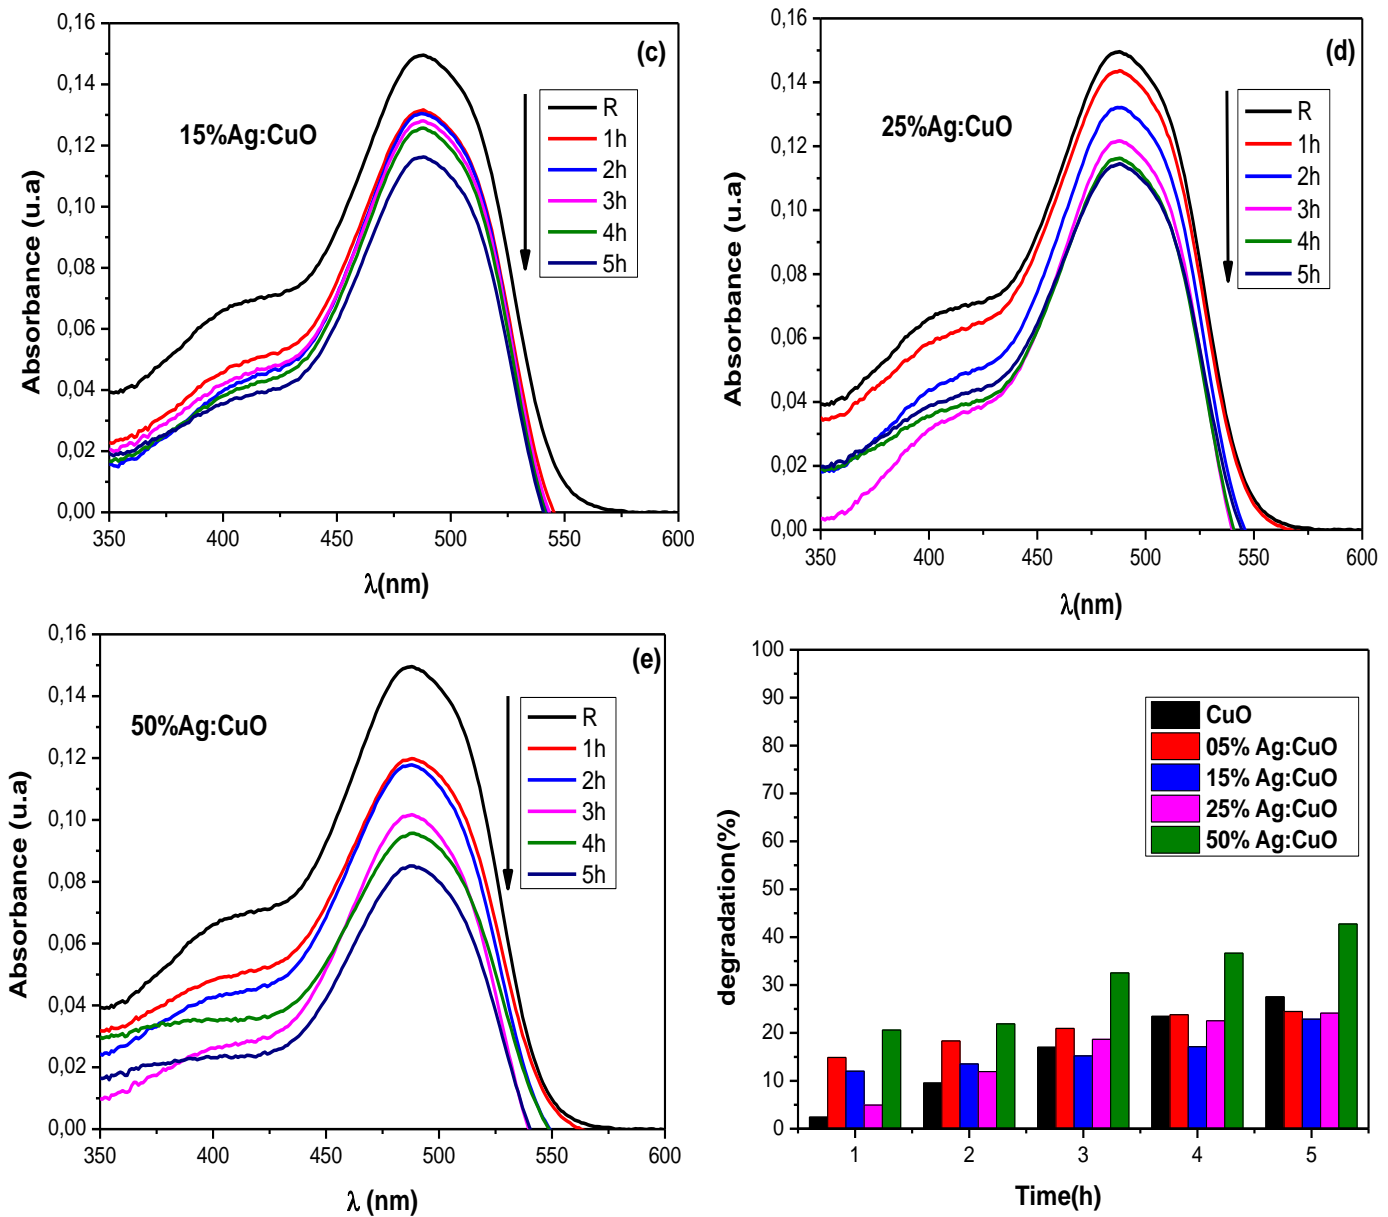 (c)
15%Ag:CuO
R
1h
2h
3h
4h
5h
0,16
0,14
0,12
0,10
0,08
0,06
0,04
0,02
0,00
350
400
450
500
550
600
Absorbance (u.a)
λ(nm)
(d)
25%Ag:CuO
R
1h
2h
3h
4h
5h
0,16
0,14
0,12
0,10
0,08
0,06
0,04
0,02
0,00
350
400
450
500
550
600
Absorbance (u.a)
λ(nm)
(e)
50%Ag:CuO
R
1h
2h
3h
4h
5h
0,16
0,14
0,12
0,10
0,08
0,06
0,04
0,02
0,00
350
400
450
500
550
600
Absorbance (u.a)
λ (nm)
100
90
80
70
60
50
40
30
20
10
0
degradation(%)
CuO
05% Ag:CuO
15% Ag:CuO
25% Ag:CuO
50% Ag:CuO
1
2
3
4
5
Time(h)